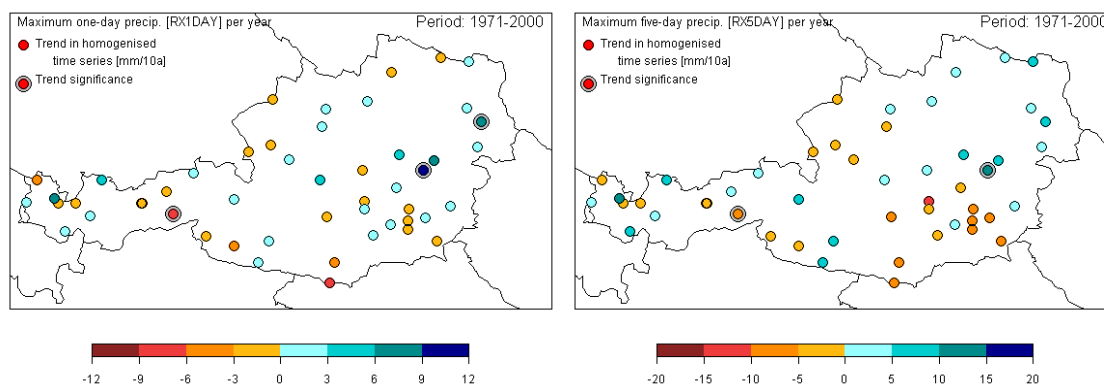 Maximum one-day precip. [RX1DAY] per year
Period: 1971-2000
Trend in homogenised
time series [mm/10a]
Trend significance
-12 -9 -6 -3 0 3 6 9 12
Maximum five-day precip. [RX5DAY] per year
Period: 1971-2000
Trend in homogenised
time series [mm/10a]
Trend significance
-20 -15 -10 -5 0 5 10 15 20